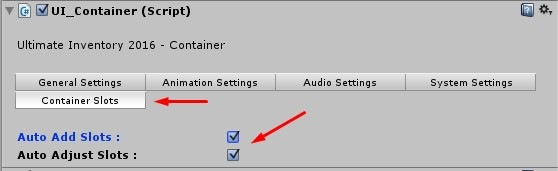 UI_Container (Script)
Ultimate Inventory 2016 - Container
General Settings Animation Settings Audio Settings System Settings
Container Slots
Auto Add Slots :
Auto Adjust Slots :